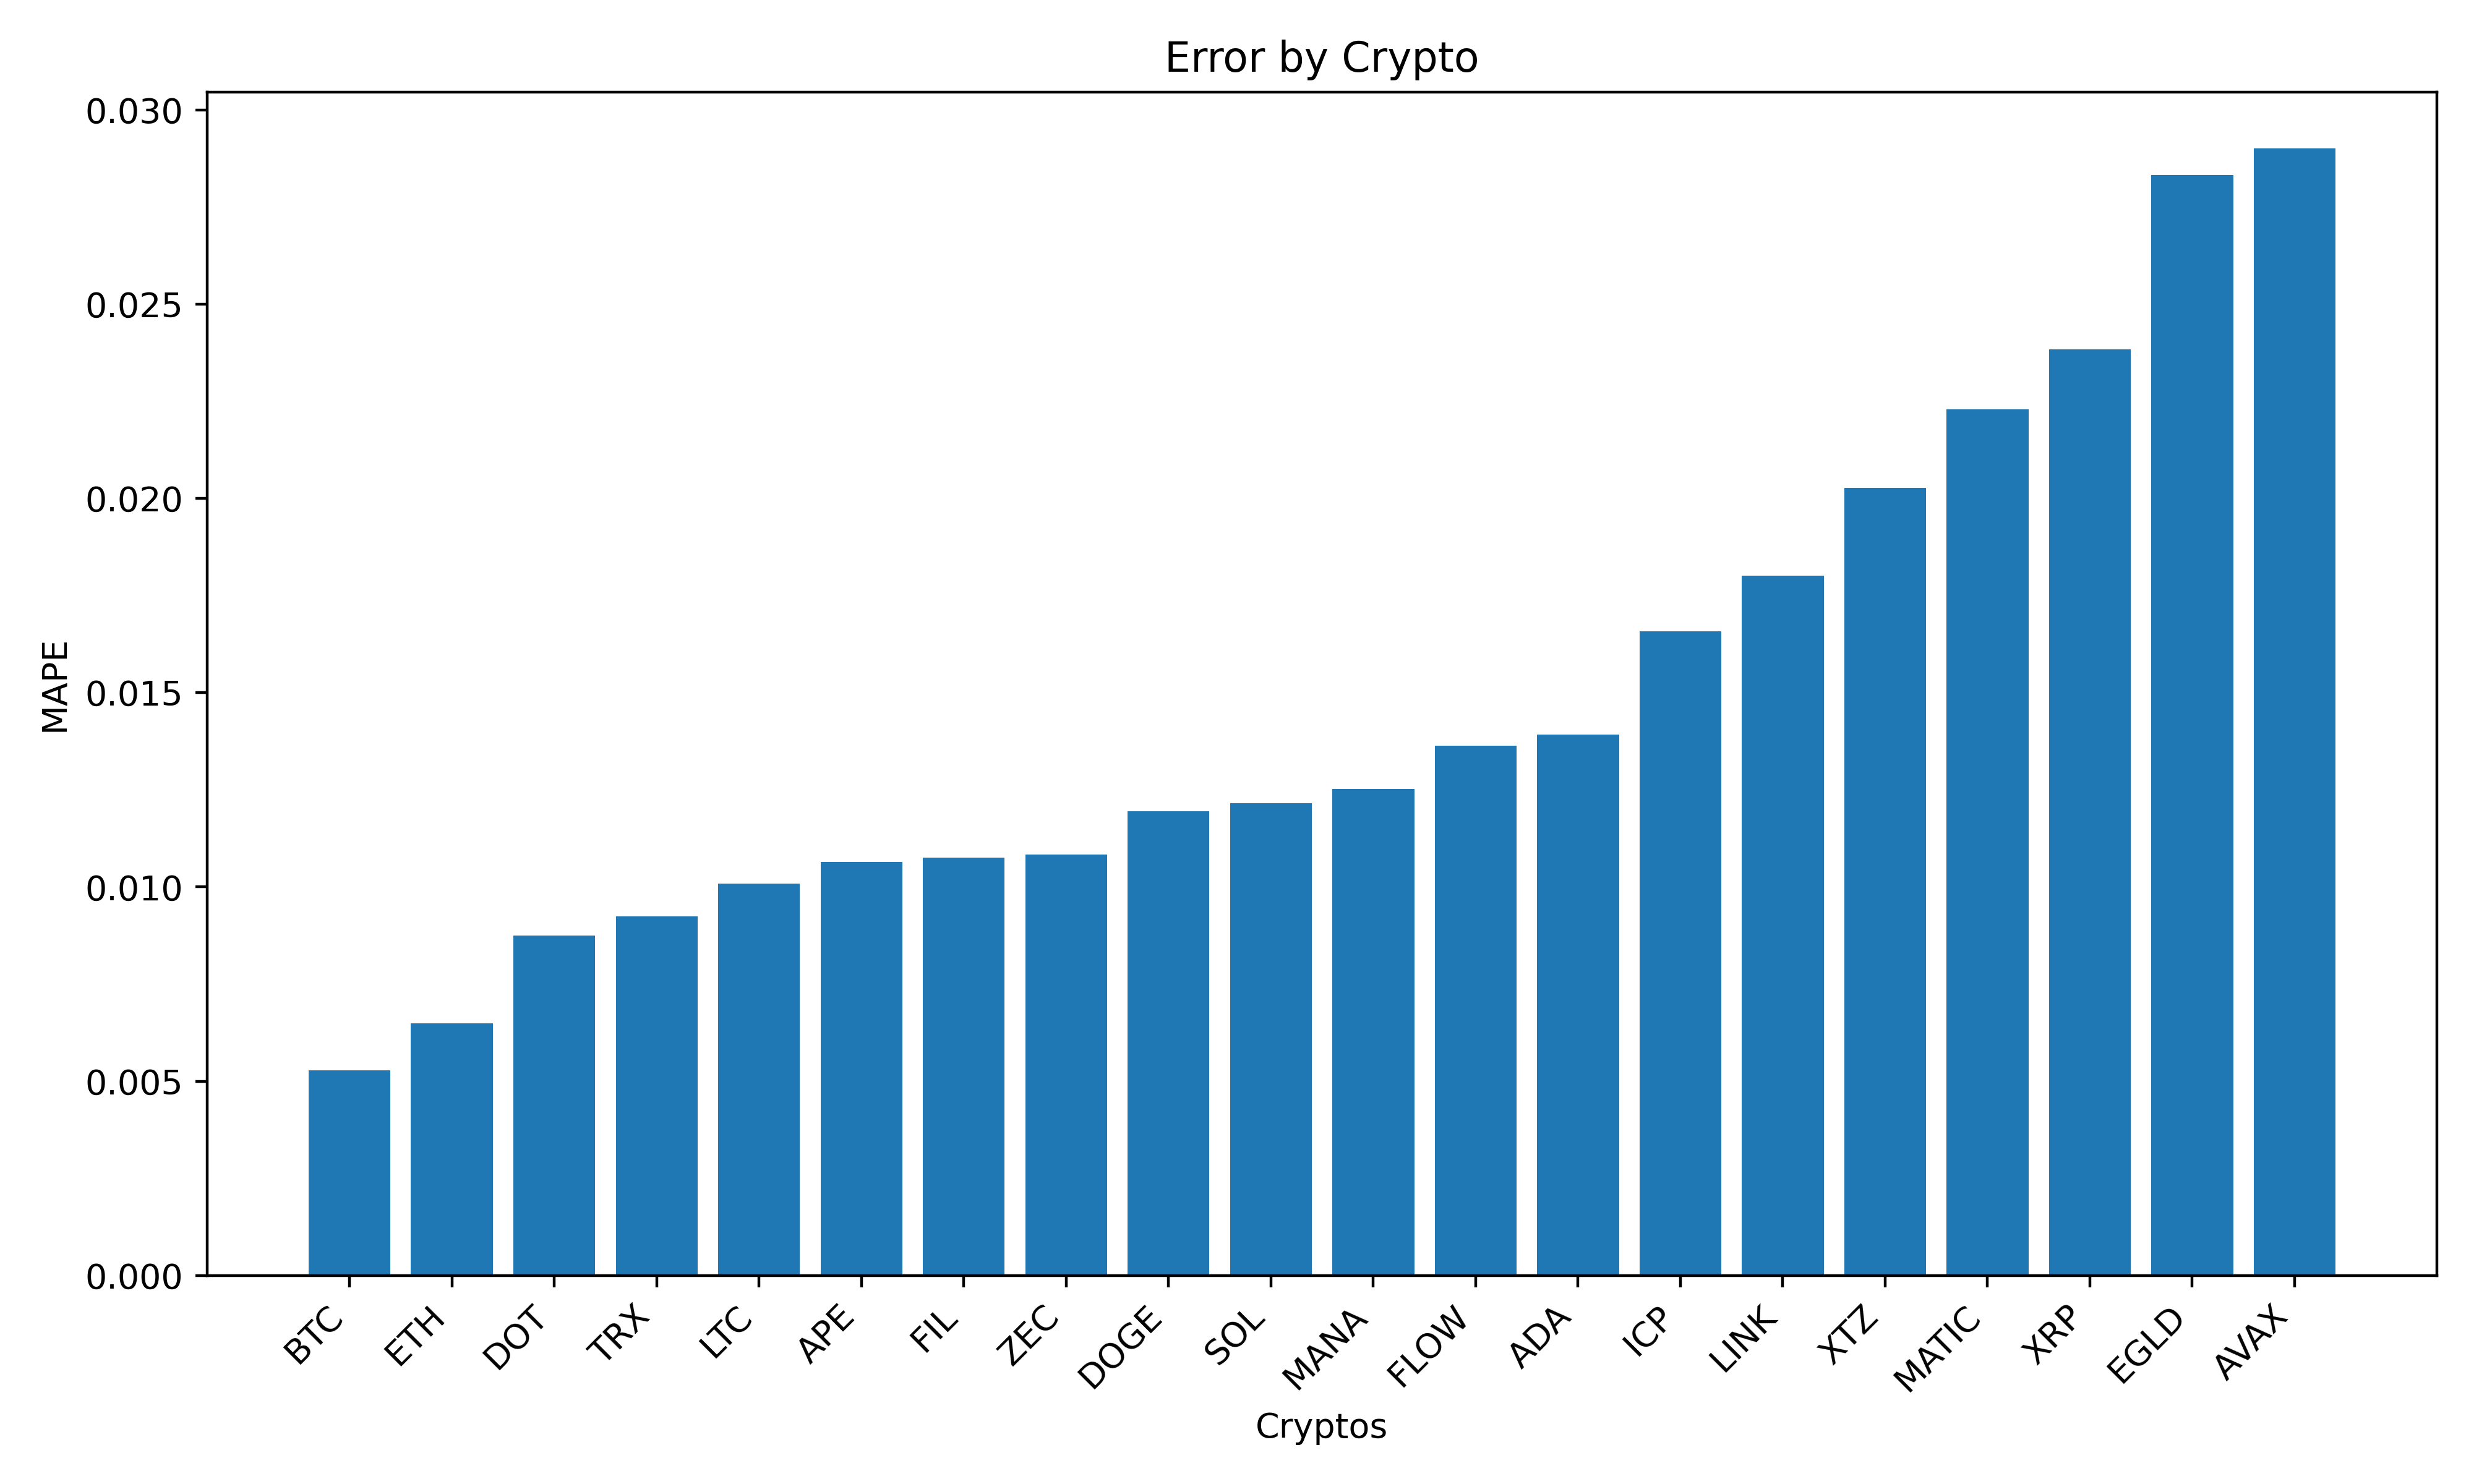 Error by Crypto
0.030
0.025
0.020
0.015
0.010
0.005
0.000
MAPE
BTC
ETH
DOT
TRX
LTC
APE
FIL
ZEC
DOGE
SOL
MANA
FLOW
ADA
ICP
LINK
XTZ
MATIC
XRP
EGLD
AVAX
Cryptos